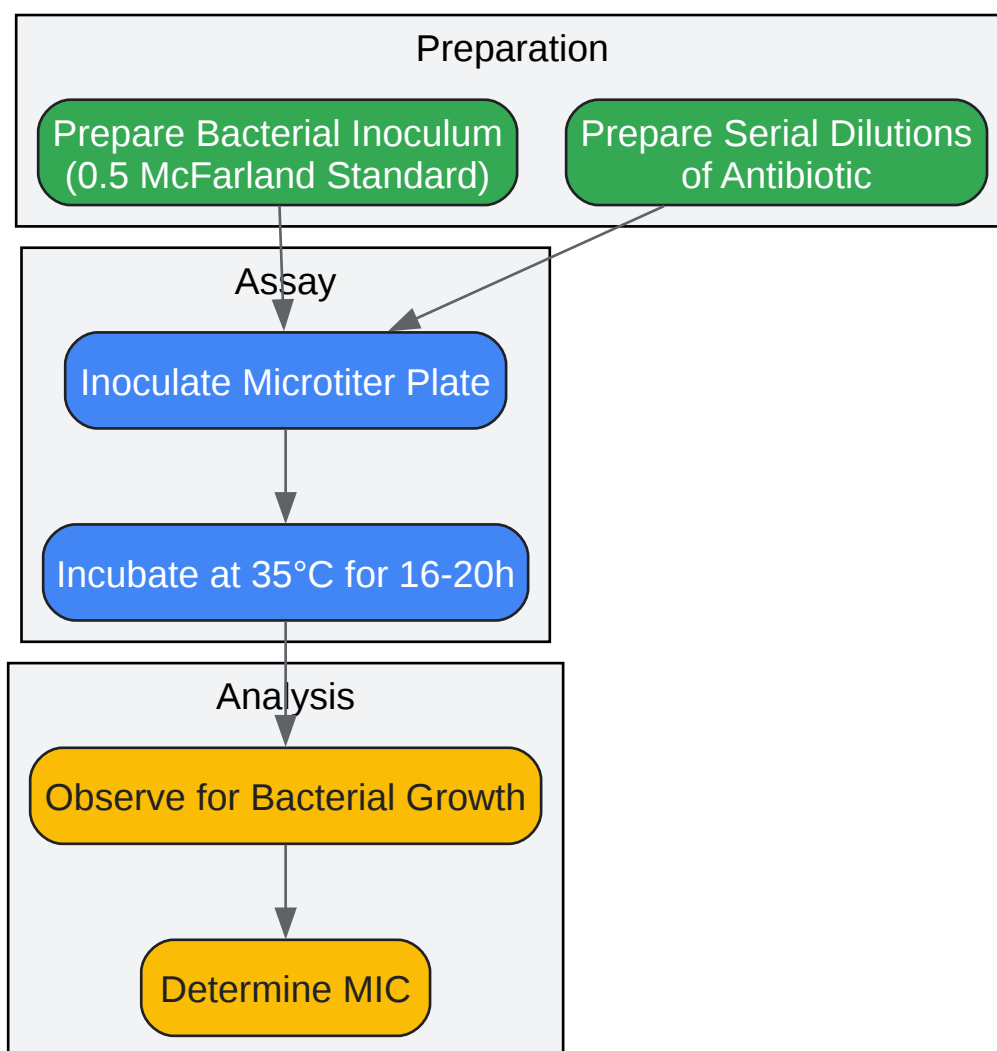 Preparation
Prepare Bacterial Inoculum
(0.5 McFarland Standard)
Prepare Serial Dilutions
of Antibiotic
Assay
Inoculate Microtiter Plate
Incubate at 35°C for 16-20h
Analysis
Observe for Bacterial Growth
Determine MIC